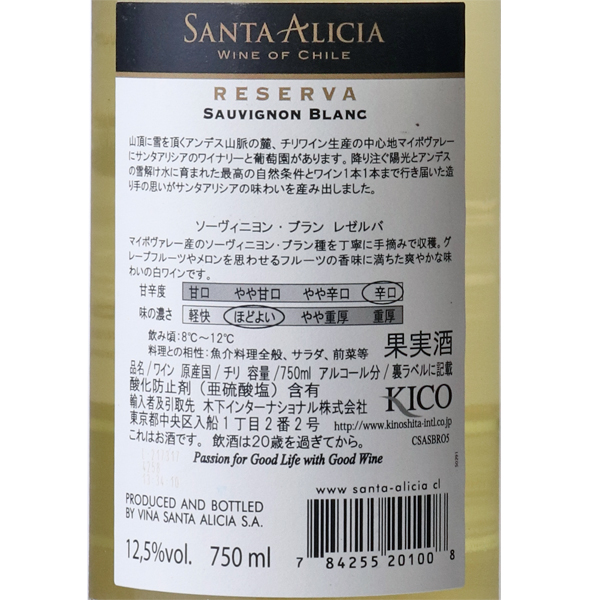 SANTA ALICIA
WINE OF CHILE
RESERVA
SAUVIGNON BLANC
山頂に雪を頂くアンデス山脈の麓、チリワイン生産の中心地マイポヴァレー
にサンタアリシアのワイナリーと葡萄園があります。降り注ぐ陽光とアンデス
の雪解け水に育まれた最高の自然条件とワイン1本1本まで行き届いた造
り手の思いがサンタアリシアの味わいを産み出しました。
ソーヴィニヨン・ブラン レゼルバ
マイポヴァレー産のソーヴィニヨン・ブラン種を丁寧に手摘みで収穫。グ
レープフルーツやメロンを思わせるフルーツの香味に満ちた爽やかな味
わいの白ワインです。
甘辛度 甘口 やや甘口 やや辛口 辛口
味の濃さ 軽快 ほどよい やや重厚 重厚
飲み頃:8℃〜12℃
料理との相性:魚介料理全般、サラダ、前菜等
果実酒
品名/ワイン 原産国/チリ 容量/750ml アルコール分/裏ラベルに記載
酸化防止剤(亜硫酸塩)含有
輸入者及引取先 木下インターナショナル株式会社
東京都中央区入船1丁目2番2号
これはお酒です。飲酒は20歳を過ぎてから。
KICO
http://www.kinoshita-intl.co.jp
CSASBR05
Passion for Good Life with Good Wine
www.santa-alicia.cl
PRODUCED AND BOTTLED
BY VIÑA SANTA ALICIA S.A.
12,5%vol. 750 ml
7 84255 20100 8